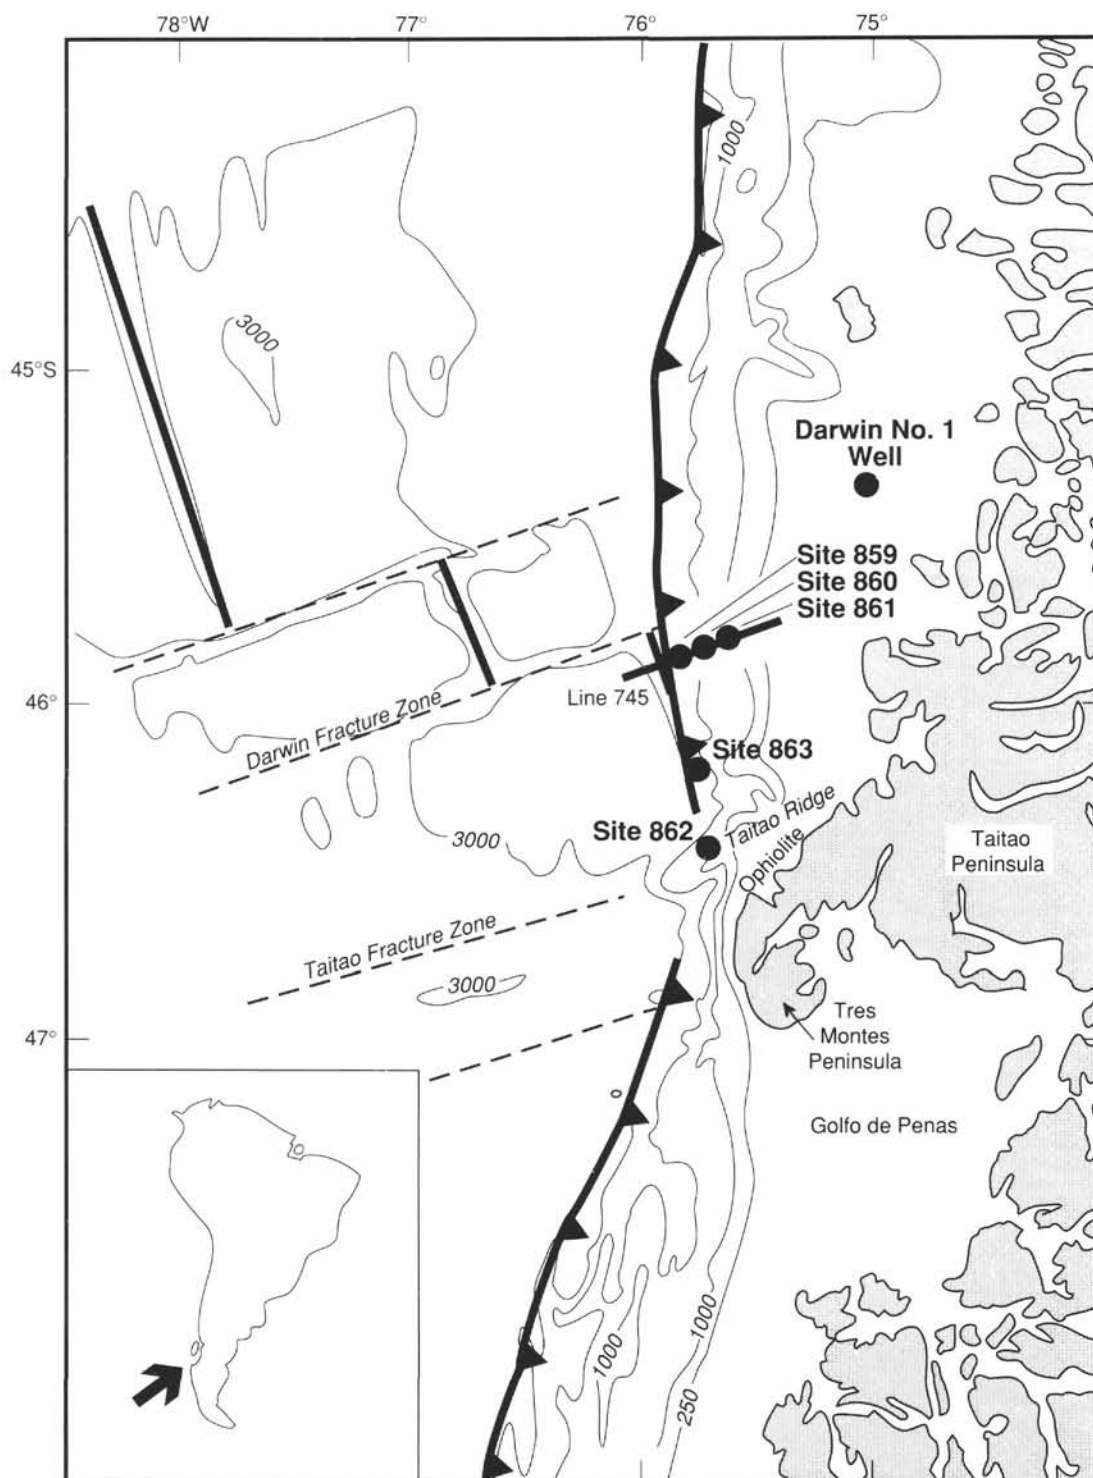 78°W
77°
76°
75°
1000
3000
45°S
Darwin No. 1
Well
Site 859
Site 860
Site 861
Line 745
46°
Darwin Fracture Zone
Site 863
Taitao Ridge
Site 862
3000
Ophiolite
Taitao
Peninsula
Taitao Fracture Zone
3000
47°
Tres
Montes
Peninsula
Golfo de Penas
1000
1000
250